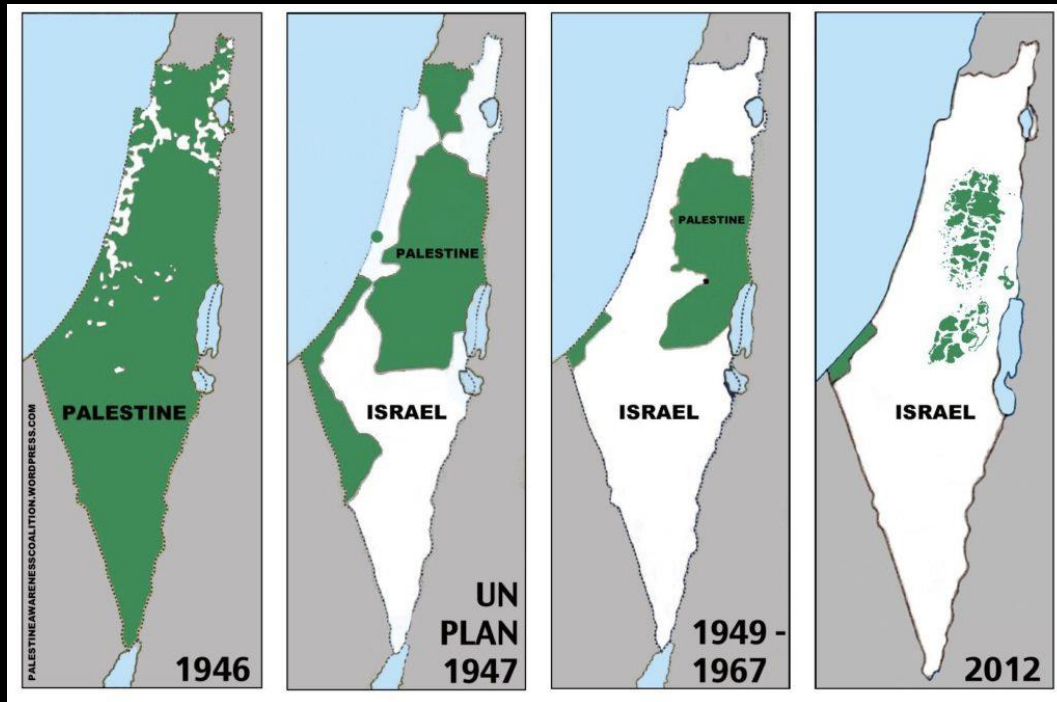 PALESTINEAWARENESSCOALITION.WORDPRESS.COM
PALESTINE
1946
PALESTINE
ISRAEL
UN
PLAN
1947
PALESTINE
ISRAEL
1949 -
1967
ISRAEL
2012